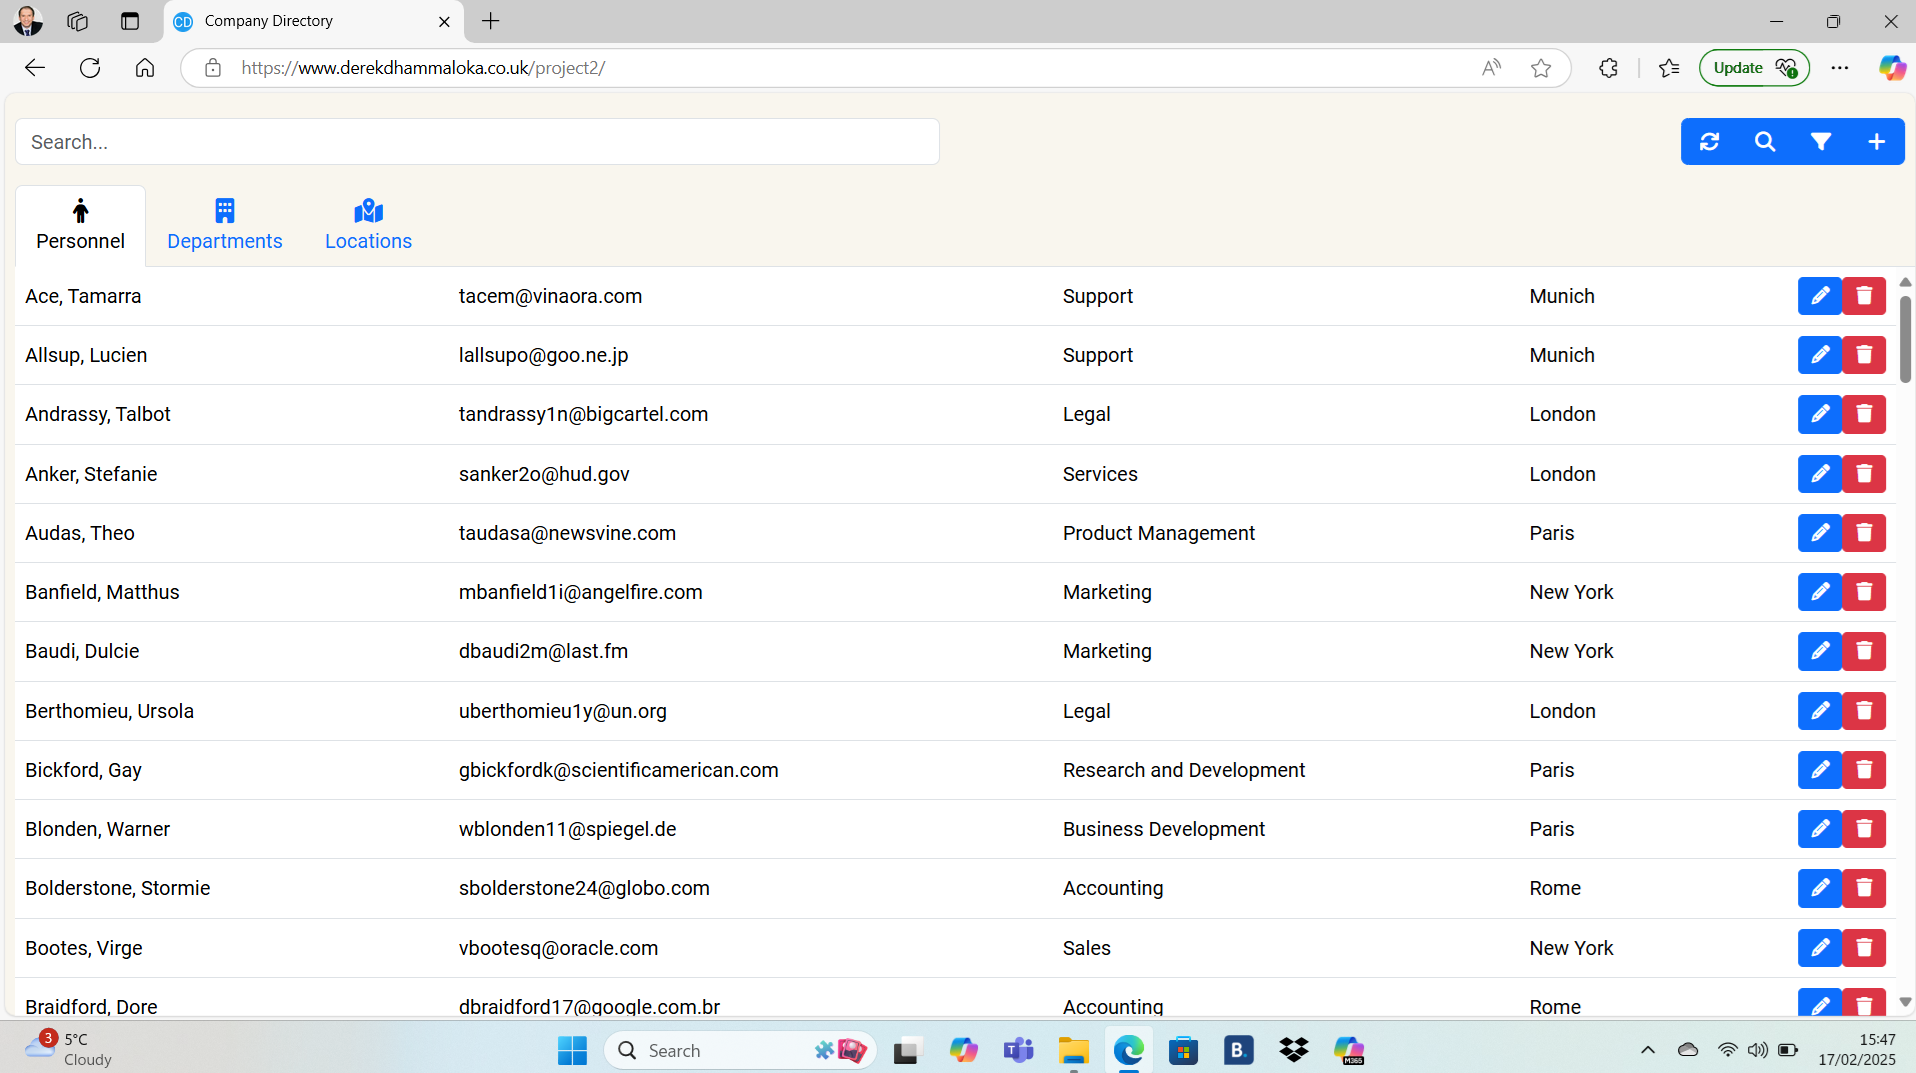 CD Company Directory
https://www.derekdhammaloka.co.uk/project2/
Update
Search...
Personnel Departments Locations
Ace, Tamarra tacem@vinaora.com Support Munich
Allsup, Lucien lallsupo@goo.ne.jp Support Munich
Andrassy, Talbot tandrassy1n@bigcartel.com Legal London
Anker, Stefanie sanker2o@hud.gov Services London
Audas, Theo taudasa@newsvine.com Product Management Paris
Banfield, Matthus mbanfield1i@angelfire.com Marketing New York
Baudi, Dulcie dbaudi2m@last.fm Marketing New York
Berthomieu, Ursola uberthomieu1y@un.org Legal London
Bickford, Gay gbickfordk@scientificamerican.com Research and Development Paris
Blonden, Warner wblonden11@spiegel.de Business Development Paris
Bolderstone, Stormie sbolderstone24@globo.com Accounting Rome
Bootes, Virge vbootesq@oracle.com Sales New York
Braidford, Dore dbraidford17@google.com.br Accounting Rome
3 5°C
Cloudy
Search
B.
M365
15:47
17/02/2025